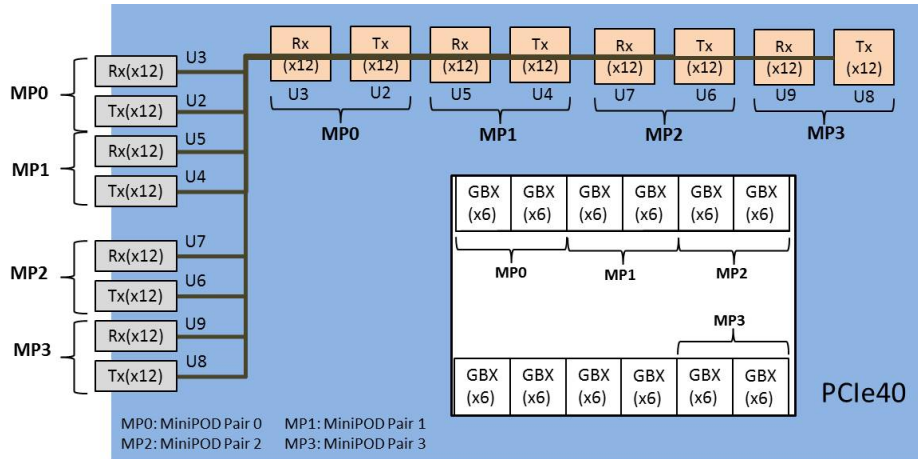 Rx Tx Rx Tx Rx Tx Rx Tx
(x12) (x12) (x12) (x12) (x12) (x12) (x12) (x12)
U3 U2 U5 U4 U7 U6 U9 U8
MP0 MP1 MP2 MP3
MP0
Rx(x12) U3
Tx(x12) U2
MP1
Rx(x12) U5
Tx(x12) U4
MP2
Rx(x12) U7
Tx(x12) U6
MP3
Rx(x12) U9
Tx(x12) U8
GBX GBX GBX GBX GBX GBX
(x6) (x6) (x6) (x6) (x6) (x6)
MP0 MP1 MP2
MP3
GBX GBX GBX GBX GBX GBX
(x6) (x6) (x6) (x6) (x6) (x6)
PCIe40
MP0: MiniPOD Pair 0 MP1: MiniPOD Pair 1
MP2: MiniPOD Pair 2 MP3: MiniPOD Pair 3